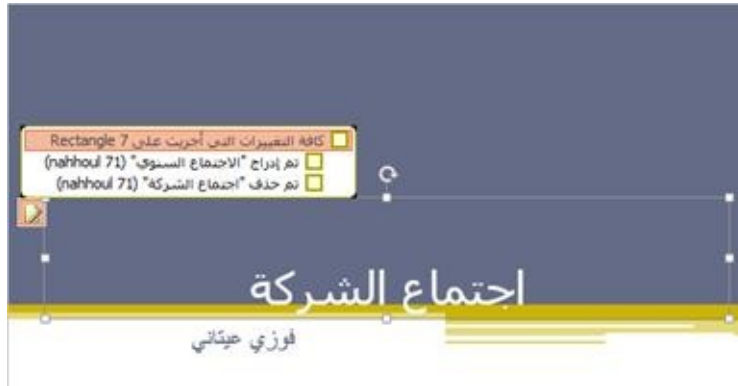 كافة التغييرات التي أجريت على Rectangle 7
تم إدراج "الاجتماع السنوي" (nahhoul 71)
تم حذف "اجتماع الشركة" (nahhoul 71)
اجتماع الشركة
فوزي عيتاني